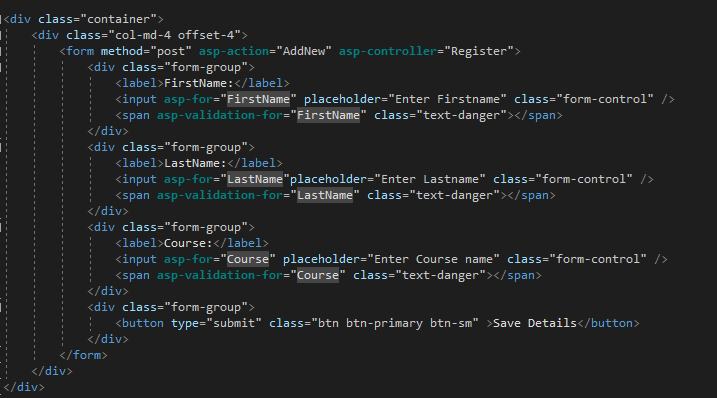 <div class="container">
<div class="col-md-4 offset-4">
<form method="post" asp-action="AddNew" asp-controller="Register">
<div class="form-group">
<label>FirstName:</label>
<input asp-for="FirstName" placeholder="Enter Firstname" class="form-control" />
<span asp-validation-for="FirstName" class="text-danger"></span>
</div>
<div class="form-group">
<label>LastName:</label>
<input asp-for="LastName"placeholder="Enter Lastname" class="form-control" />
<span asp-validation-for="LastName" class="text-danger"></span>
</div>
<div class="form-group">
<label>Course:</label>
<input asp-for="Course" placeholder="Enter Course name" class="form-control" />
<span asp-validation-for="Course" class="text-danger"></span>
</div>
<div class="form-group">
<button type="submit" class="btn btn-primary btn-sm" >Save Details</button>
</div>
</form>
</div>
</div>